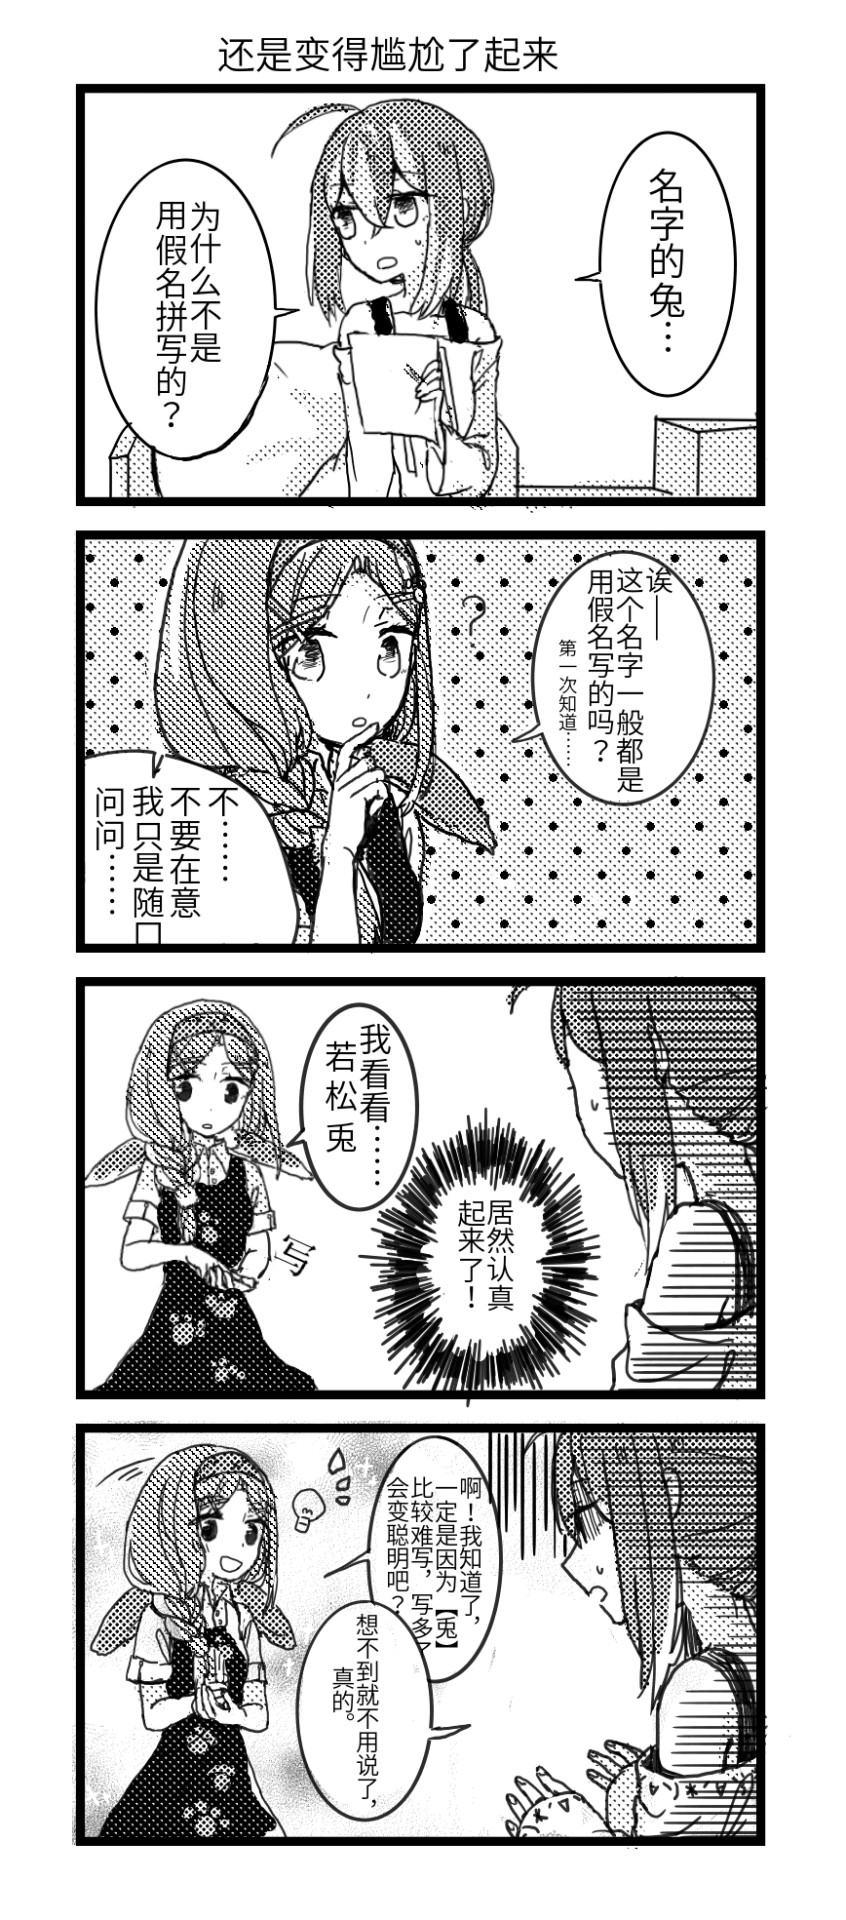 还是变得尴尬了起来
名字的兔…
为什么不是
用假名拼写的？
诶——
这个名字一般都是
用假名写的吗？
第一次知道……
不……
不要在意
我只是随口
问问……
我看看……
若松兎
写
居然认真
起来了！
啊！我知道了，
一定是因为【兎】
比较难写，写多了
会变聪明吧？
想不到就不用说了，
真的。